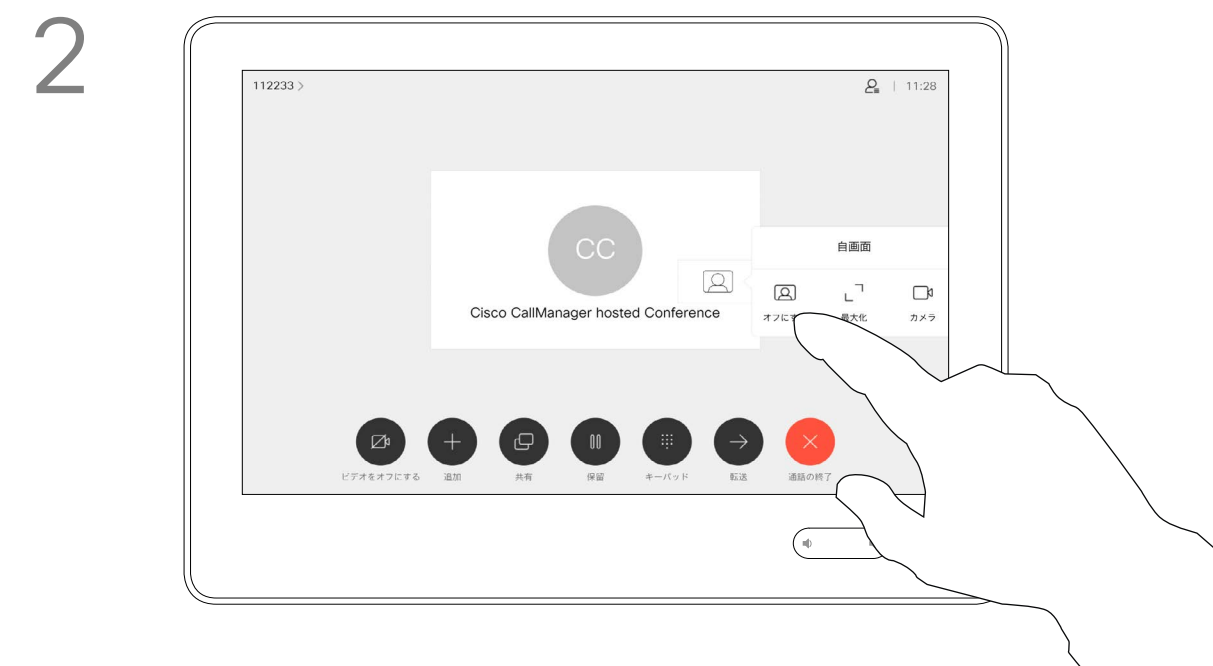 2
112233 >
11:28
CC
Cisco CallManager hosted Conference
自画面
最大化
カメラ
ビデオをオフにする
追加
共有
保留
キーパッド
転送
通話の終了